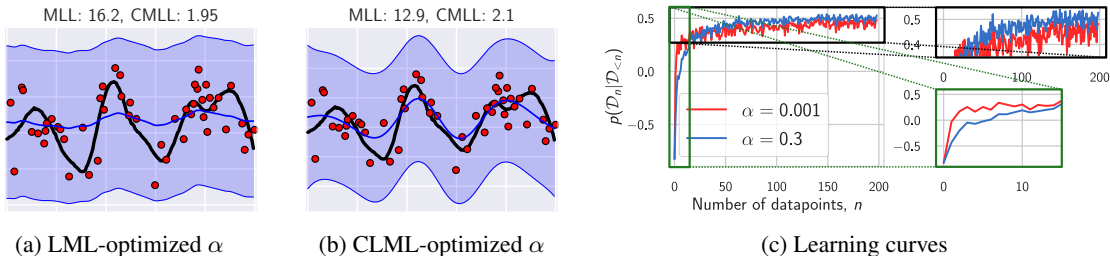 MLL: 16.2, CMLL: 1.95
(a) LML-optimized α
MLL: 12.9, CMLL: 2.1
(b) CLML-optimized α
p(𝒟ₙ|𝒟<ₙ)
0.5
0.0
−0.5
α = 0.001
α = 0.3
0 50 100 150 200
Number of datapoints, n
0.5
0.4
0 100 200
0.5
0.0
−0.5
0 10
(c) Learning curves